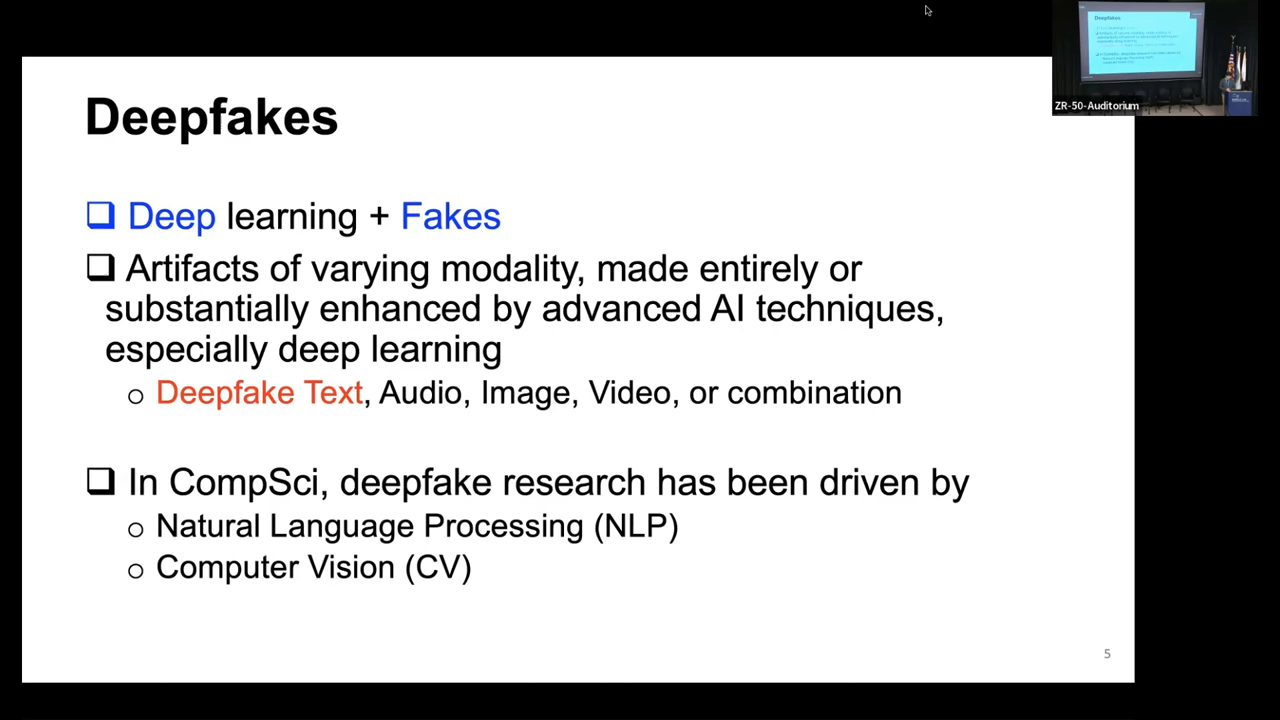 Deepfakes
❑ Deep learning + Fakes
❑ Artifacts of varying modality, made entirely or
substantially enhanced by advanced AI techniques,
especially deep learning
o Deepfake Text, Audio, Image, Video, or combination
❑ In CompSci, deepfake research has been driven by
o Natural Language Processing (NLP)
o Computer Vision (CV)
5
ZR-50-Auditorium
Deepfakes